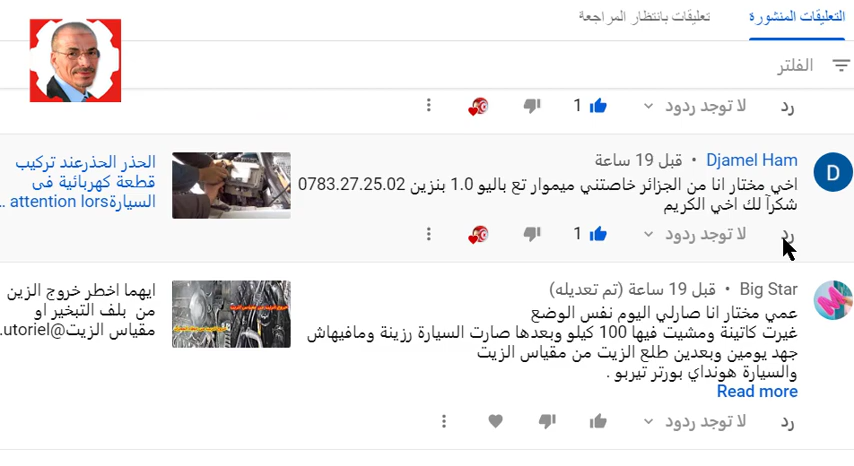 التعليقات المنشورة
تعليقات بانتظار المراجعة
الفلتر
رد
لا توجد ردود
1
Djamel Ham • قبل 19 ساعة
اخي مختار انا من الجزائر خاصتني ميموار تع باليو 1.0 بنزين 0783.27.25.02
شكرآ لك اخي الكريم
رد
لا توجد ردود
1
الحذر الحذرعند تركيب
قطعة كهربائية فى
السيارةattention lors ..
D
Big Star • قبل 19 ساعة (تم تعديله)
عمي مختار انا صارلي اليوم نفس الوضع
غيرت كاتينة ومشيت فيها 100 كيلو وبعدها صارت السيارة رزينة ومافيهاش
جهد يومين وبعدين طلع الزيت من مقياس الزيت
والسيارة هونداي بورتر تيربو .
Read more
رد
لا توجد ردود
ايهما اخطر خروج الزين
من بلف التبخير او
مقياس الزيت@utoriel..
M